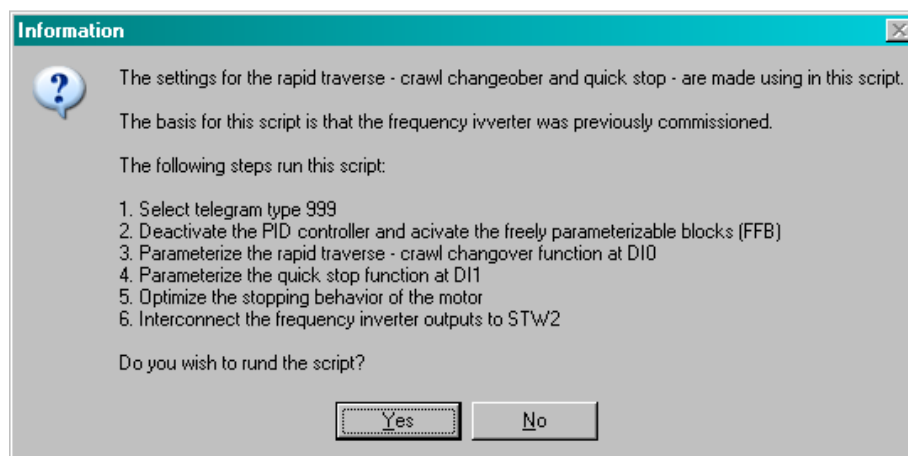 Information
The settings for the rapid traverse - crawl changeober and quick stop - are made using in this script.
The basis for this script is that the frequency ivverter was previously commissioned.
The following steps run this script:
1. Select telegram type 999
2. Deactivate the PID controller and acivate the freely parameterizable blocks (FFB)
3. Parameterize the rapid traverse - crawl changover function at DI0
4. Parameterize the quick stop function at DI1
5. Optimize the stopping behavior of the motor
6. Interconnect the frequency inverter outputs to STW2
Do you wish to rund the script?
Yes
No